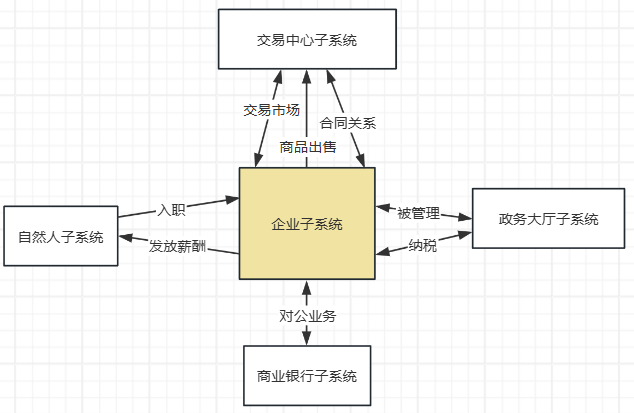 交易中心子系统
交易市场
合同关系
商品出售
入职
被管理
自然人子系统
企业子系统
政务大厅子系统
发放薪酬
纳税
对公业务
商业银行子系统